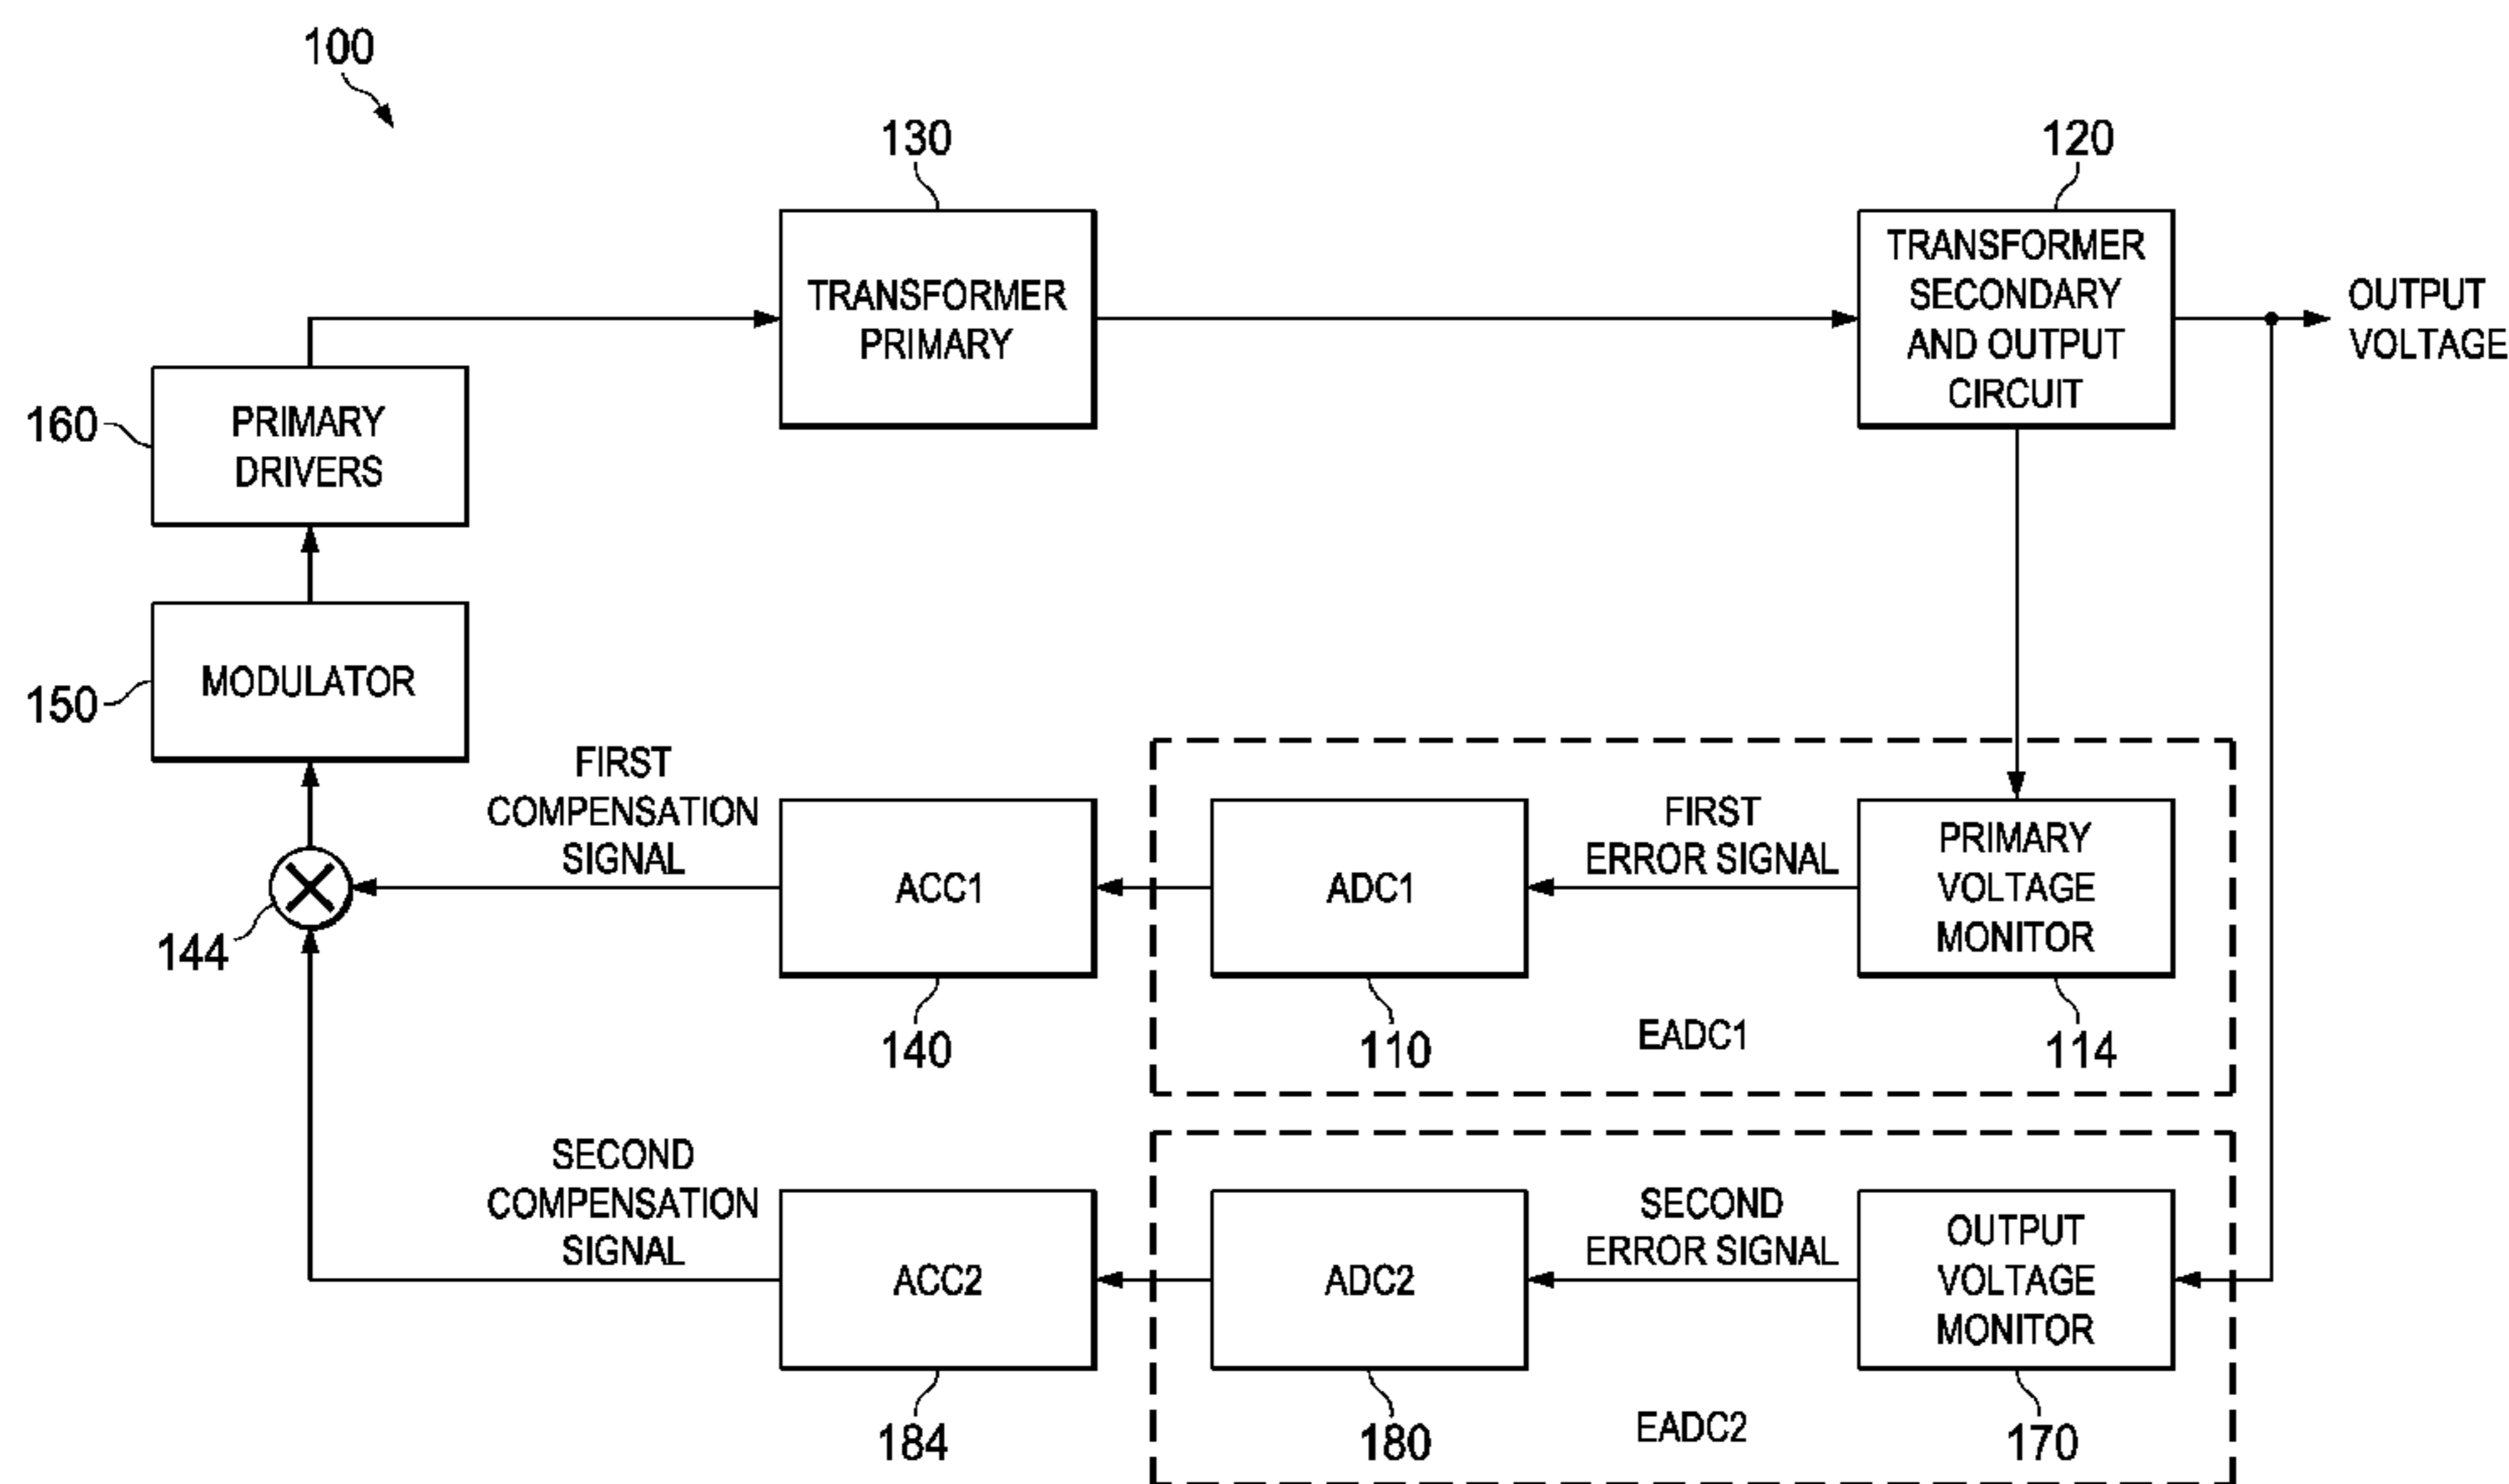 100
130
120
TRANSFORMER
PRIMARY
TRANSFORMER
SECONDARY
AND OUTPUT
CIRCUIT
OUTPUT
VOLTAGE
160
PRIMARY
DRIVERS
150
MODULATOR
FIRST
COMPENSATION
SIGNAL
ACC1
ADC1
FIRST
ERROR SIGNAL
PRIMARY
VOLTAGE
MONITOR
144
140
110
EADC1
114
SECOND
COMPENSATION
SIGNAL
ACC2
ADC2
SECOND
ERROR SIGNAL
OUTPUT
VOLTAGE
MONITOR
184
180
EADC2
170